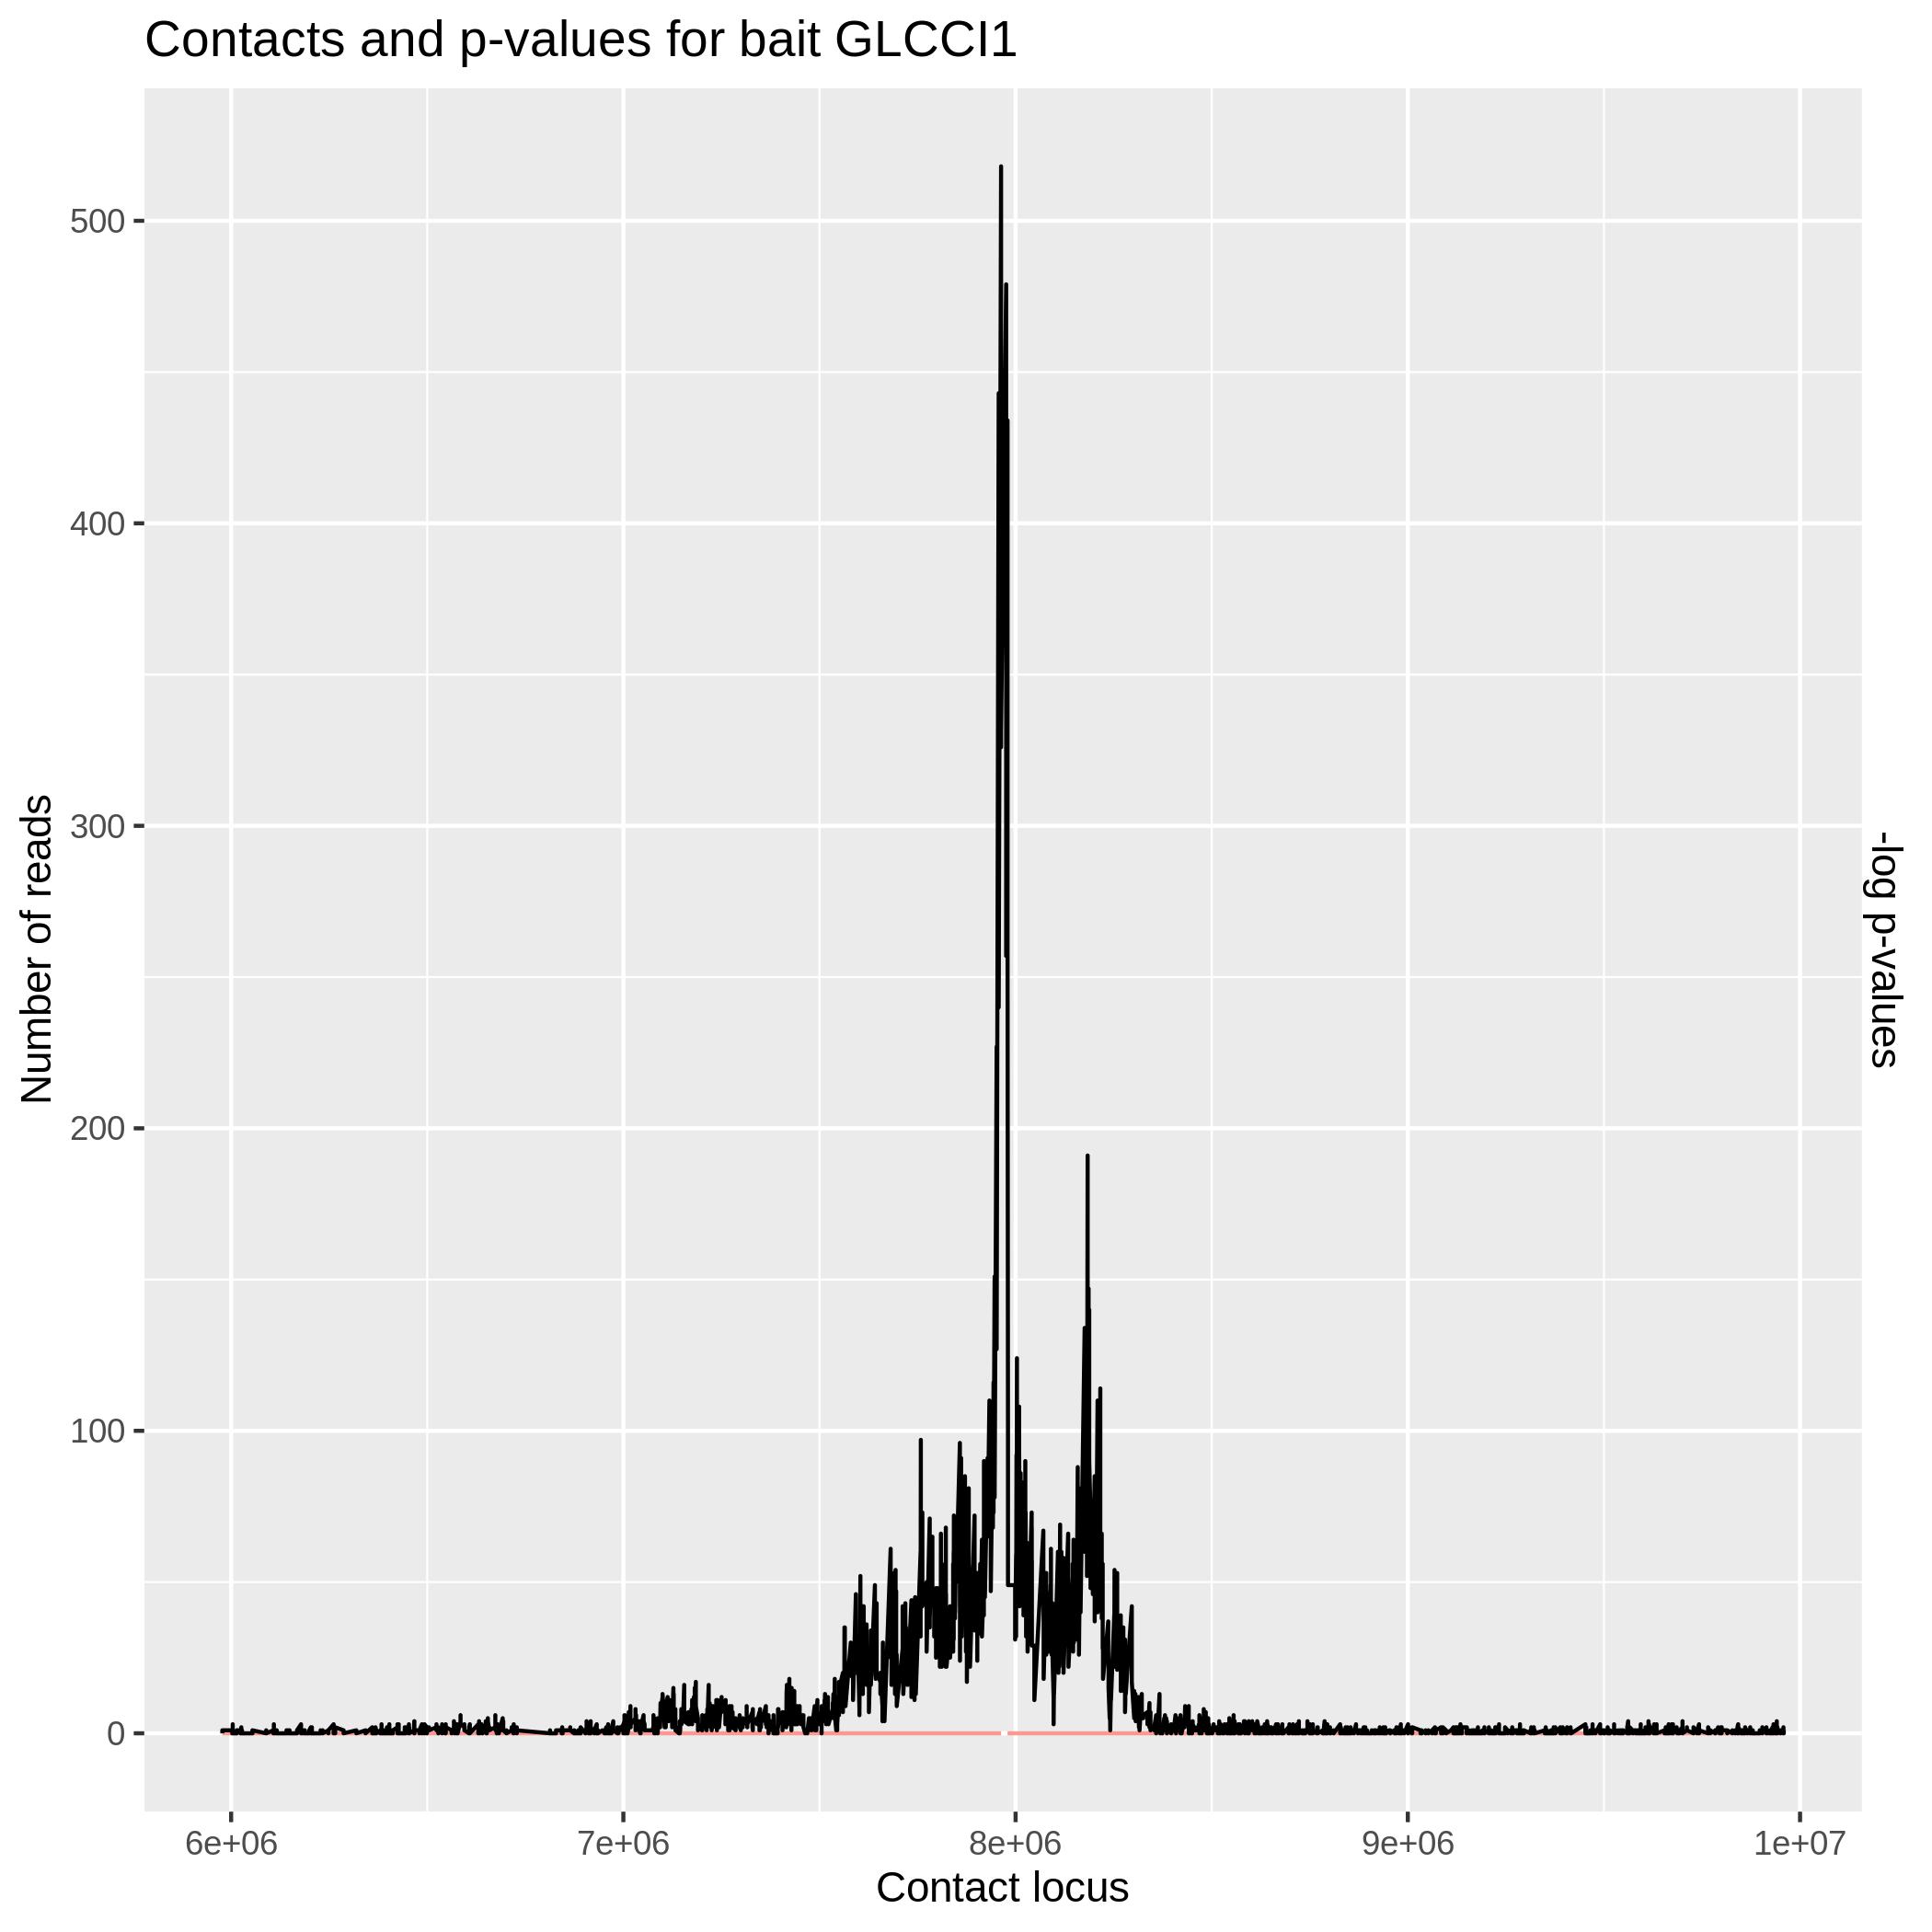 Contacts and p-values for bait GLCCI1
Number of reads
500
400
300
200
100
0
-log p-values
6e+06 7e+06 8e+06 9e+06 1e+07
Contact locus